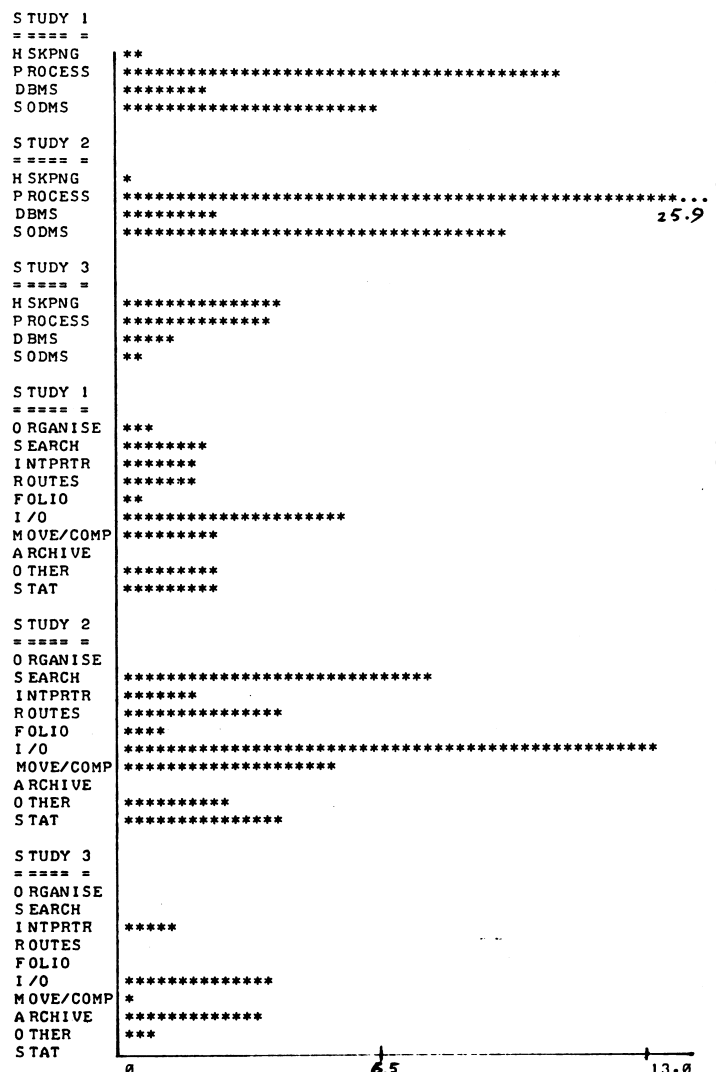 STUDY 1
===== =
HSKPNG **
PROCESS *****************************************
DBMS ********
SODMS ************************
STUDY 2
===== =
HSKPNG *
PROCESS ****************************************************...
DBMS *********
25.9
SODMS ************************************
STUDY 3
===== =
HSKPNG ***************
PROCESS **************
DBMS *****
SODMS **
STUDY 1
===== =
ORGANISE ***
SEARCH ********
INTPRTR *******
ROUTES *******
FOLIO **
I/O *********************
MOVE/COMP *********
ARCHIVE
OTHER *********
STAT *********
STUDY 2
===== =
ORGANISE
SEARCH *****************************
INTPRTR *******
ROUTES ***************
FOLIO ****
I/O **************************************************
MOVE/COMP ********************
ARCHIVE
OTHER **********
STAT ***************
STUDY 3
===== =
ORGANISE
SEARCH
INTPRTR *****
ROUTES
FOLIO
I/O **************
MOVE/COMP *
ARCHIVE *************
OTHER ***
STAT
0 6.5 13.0